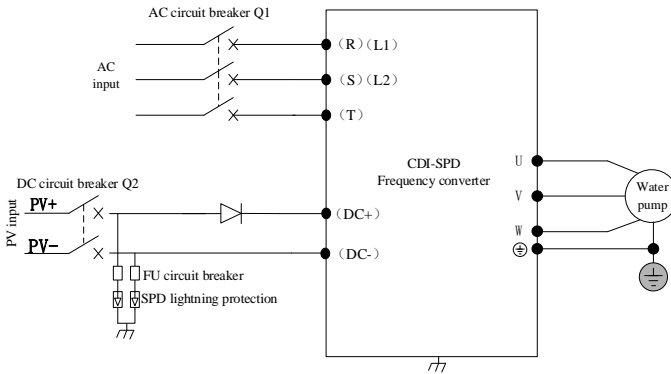 AC circuit breaker Q1
(R)(L1)
AC
input
(S)(L2)
(T)
CDI-SPD
Frequency converter
U
V
W
Water
pump
DC circuit breaker Q2
PV input
PV+
PV-
(DC+)
(DC-)
FU circuit breaker
SPD lightning protection